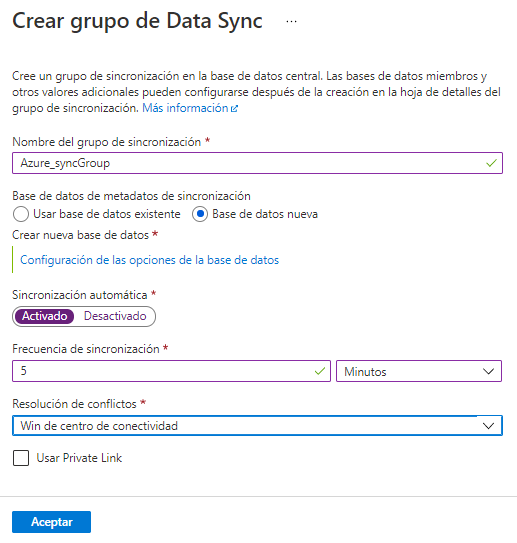 Crear grupo de Data Sync ...
Cree un grupo de sincronización en la base de datos central. Las bases de datos miembros y
otros valores adicionales pueden configurarse después de la creación en la hoja de detalles del
grupo de sincronización. Más información
Nombre del grupo de sincronización *
Azure_syncGroup
Base de datos de metadatos de sincronización
Usar base de datos existente Base de datos nueva
Crear nueva base de datos *
Configuración de las opciones de la base de datos
Sincronización automática *
Activado Desactivado
Frecuencia de sincronización *
5 Minutos
Resolución de conflictos *
Win de centro de conectividad
Usar Private Link
Aceptar